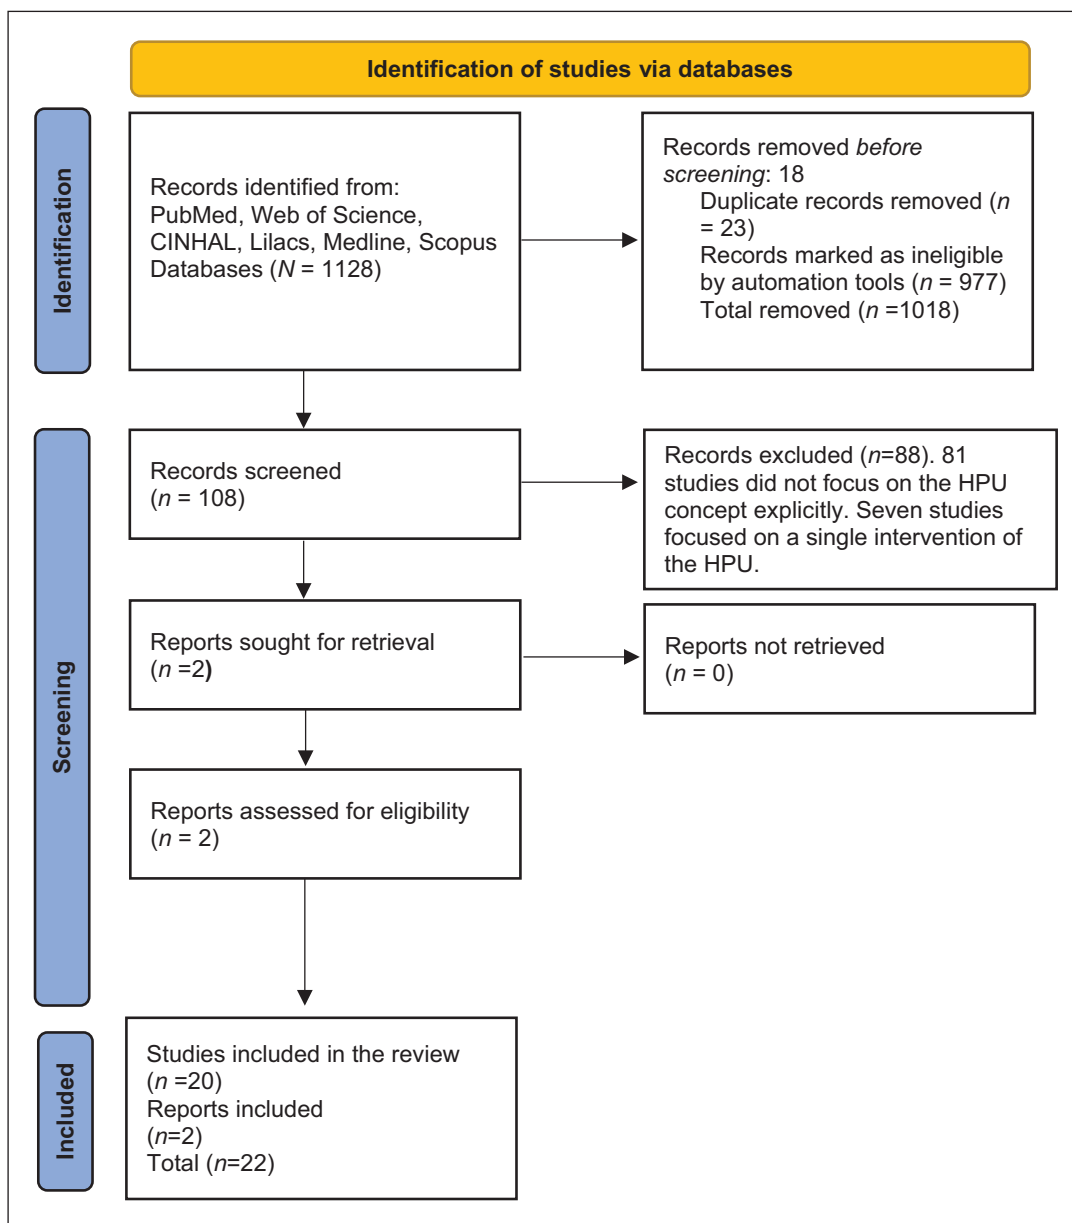 Identification of studies via databases
Identification
Records identified from:
PubMed, Web of Science,
CINHAL, Lilacs, Medline, Scopus
Databases (N = 1128)
Records removed before
screening: 18
Duplicate records removed (n
= 23)
Records marked as ineligible
by automation tools (n = 977)
Total removed (n =1018)
Screening
Records screened
(n = 108)
Records excluded (n=88). 81
studies did not focus on the HPU
concept explicitly. Seven studies
focused on a single intervention of
the HPU.
Reports sought for retrieval
(n =2)
Reports not retrieved
(n = 0)
Reports assessed for eligibility
(n = 2)
Included
Studies included in the review
(n =20)
Reports included
(n=2)
Total (n=22)